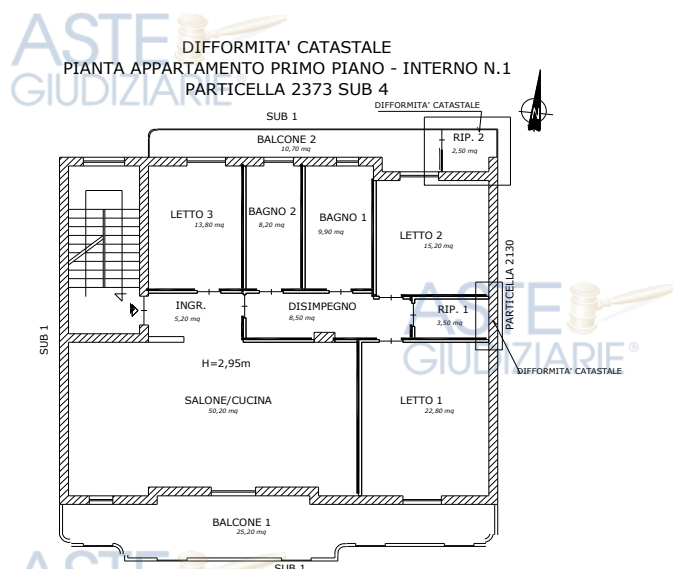 ASTE
GIUDIZIARIE®
DIFFORMITA' CATASTALE
PIANTA APPARTAMENTO PRIMO PIANO - INTERNO N.1
PARTICELLA 2373 SUB 4
DIFFORMITA' CATASTALE
SUB 1
BALCONE 2
10,70 mq
RIP. 2
2,50 mq
LETTO 3
13,80 mq
BAGNO 2
8,20 mq
BAGNO 1
9,90 mq
LETTO 2
15,20 mq
PARTICELLA 2130
INGR.
5,20 mq
DISIMPEGNO
8,50 mq
RIP. 1
3,50 mq
ASTE
GIUDIZIARIE®
SUB 1
H=2,95m
DIFFORMITA' CATASTALE
SALONE/CUCINA
50,20 mq
LETTO 1
22,80 mq
BALCONE 1
25,20 mq
SUB 1
ASTE
ASTE